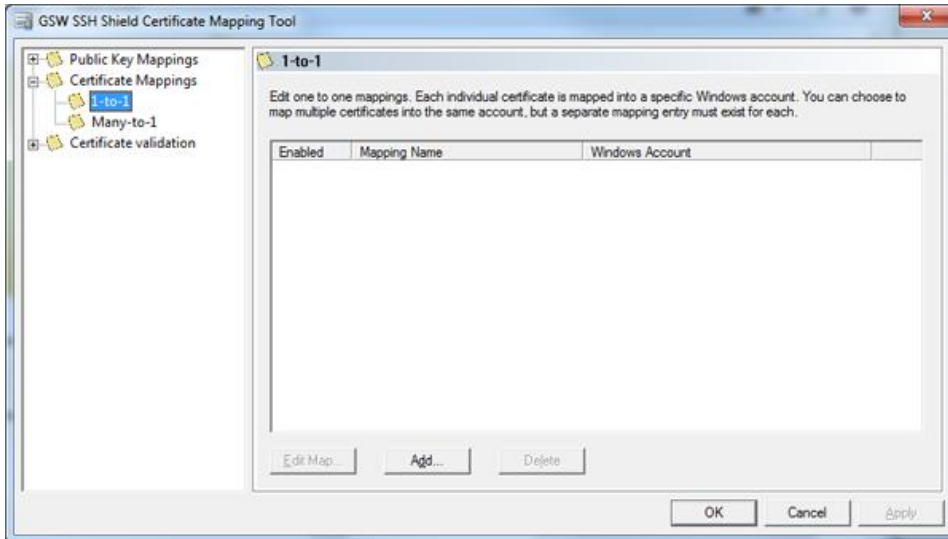 GSW SSH Shield Certificate Mapping Tool
Public Key Mappings
Certificate Mappings
1-to-1
Many-to-1
Certificate validation
1-to-1
Edit one to one mappings. Each individual certificate is mapped into a specific Windows account. You can choose to
map multiple certificates into the same account, but a separate mapping entry must exist for each.
Enabled Mapping Name Windows Account
Edit Map... Add... Delete
OK Cancel Apply